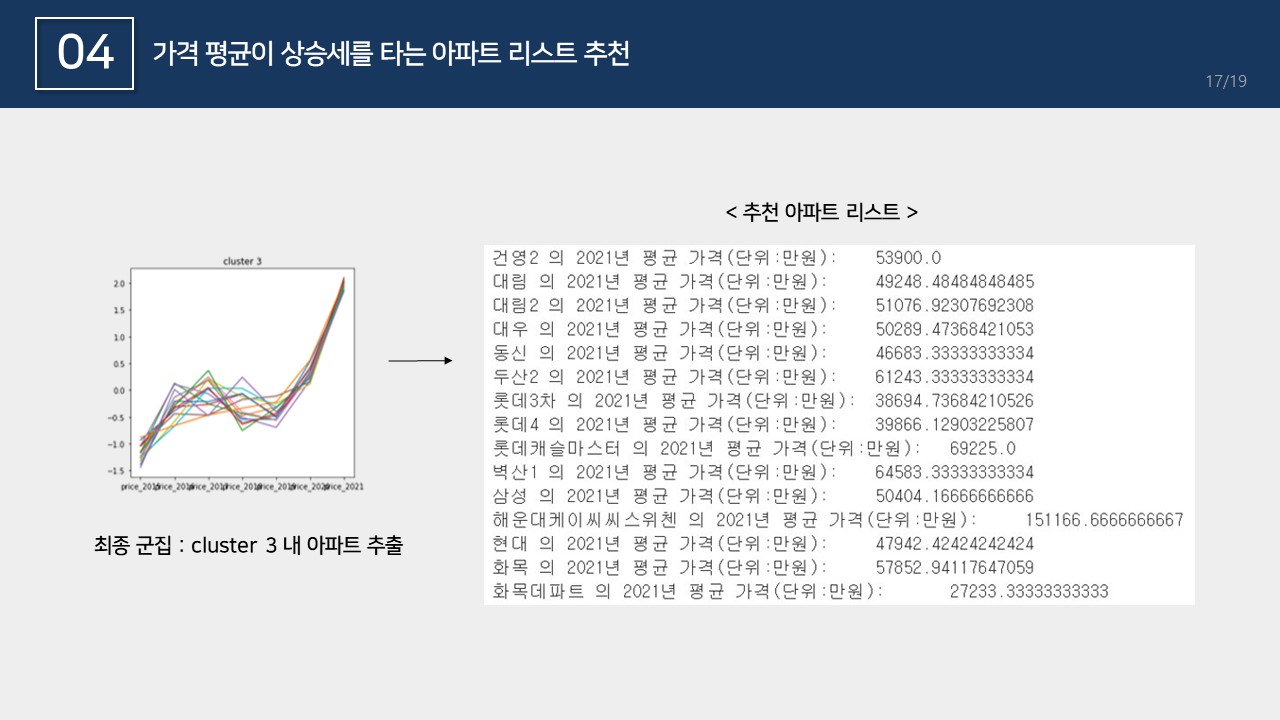 04
가격 평균이 상승세를 타는 아파트 리스트 추천
17/19
< 추천 아파트 리스트 >
cluster 3
2.0
1.5
1.0
0.5
0.0
−0.5
−1.0
−1.5
price_2021
최종 군집 : cluster 3 내 아파트 추출
건영2 의 2021년 평균 가격(단위:만원): 53900.0
대림 의 2021년 평균 가격(단위:만원): 49248.48484848485
대림2 의 2021년 평균 가격(단위:만원): 51076.92307692308
대우 의 2021년 평균 가격(단위:만원): 50289.47368421053
동신 의 2021년 평균 가격(단위:만원): 46683.33333333334
두산2 의 2021년 평균 가격(단위:만원): 61243.33333333334
롯데3차 의 2021년 평균 가격(단위:만원): 38694.73684210526
롯데4 의 2021년 평균 가격(단위:만원): 39866.12903225807
롯데캐슬마스터 의 2021년 평균 가격(단위:만원): 69225.0
벽산1 의 2021년 평균 가격(단위:만원): 64583.33333333334
삼성 의 2021년 평균 가격(단위:만원): 50404.16666666666
해운대케이씨씨스위첸 의 2021년 평균 가격(단위:만원): 151166.6666666667
현대 의 2021년 평균 가격(단위:만원): 47942.42424242424
화목 의 2021년 평균 가격(단위:만원): 57852.94117647059
화목데파트 의 2021년 평균 가격(단위:만원): 27233.33333333333